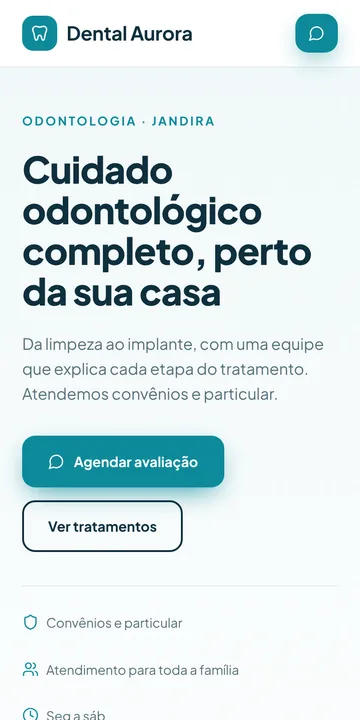 Dental Aurora
ODONTOLOGIA · JANDIRA
Cuidado
odontológico
completo, perto
da sua casa
Da limpeza ao implante, com uma equipe
que explica cada etapa do tratamento.
Atendemos convênios e particular.
Agendar avaliação
Ver tratamentos
Convênios e particular
Atendimento para toda a família
Seg a sáb